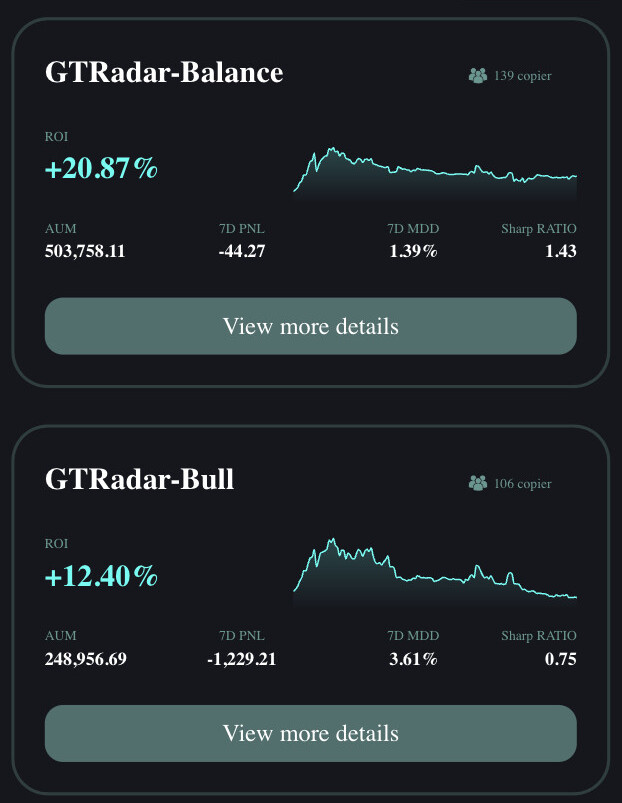 GTRadar-Balance
139 copier
ROI
+20.87%
AUM 7D PNL 7D MDD Sharp RATIO
503,758.11 -44.27 1.39% 1.43
View more details
GTRadar-Bull
106 copier
ROI
+12.40%
AUM 7D PNL 7D MDD Sharp RATIO
248,956.69 -1,229.21 3.61% 0.75
View more details